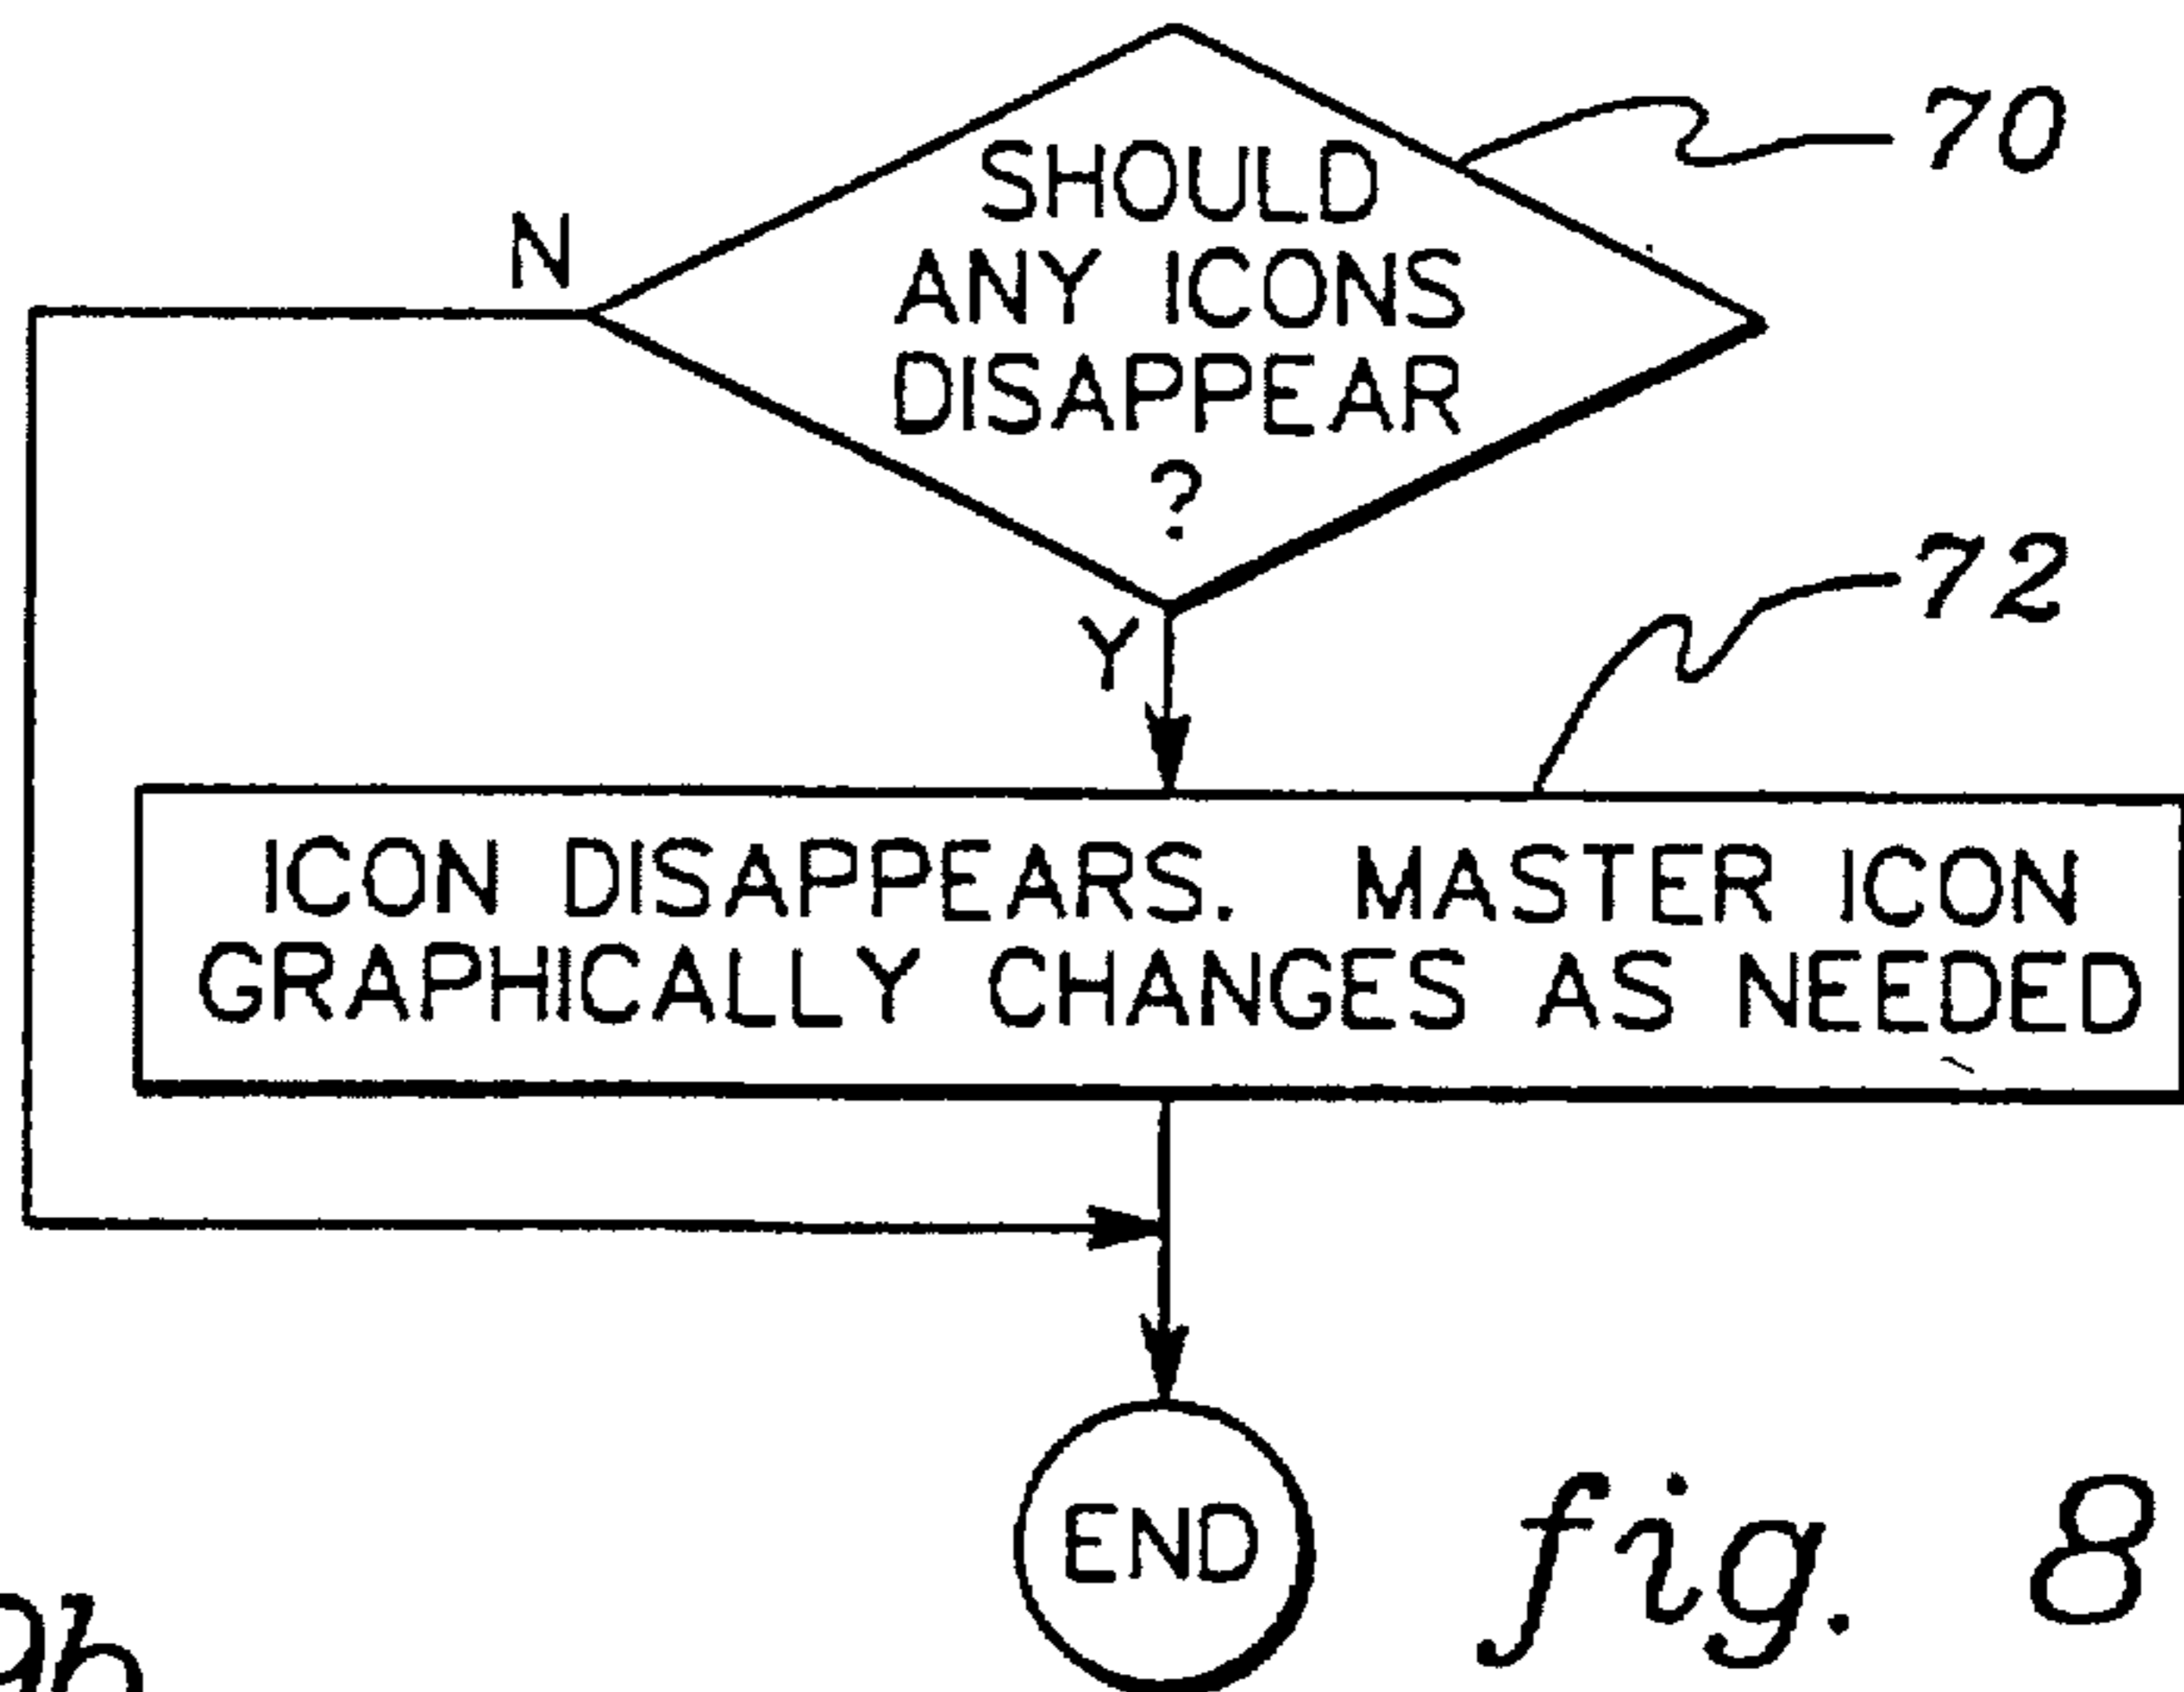 70
SHOULD
ANY ICONS
DISAPPEAR
?
N
Y
72
ICON DISAPPEARS. MASTER ICON
GRAPHICALLY CHANGES AS NEEDED
END
fig. 8